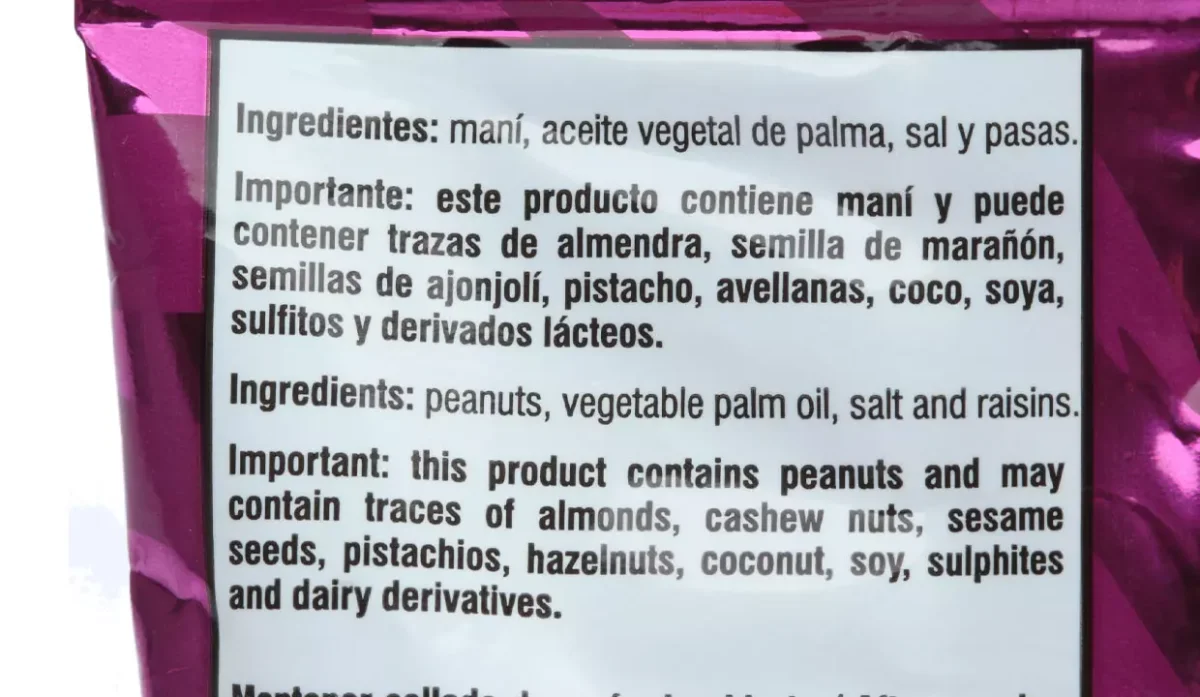 Ingredientes: maní, aceite vegetal de palma, sal y pasas.
Importante: este producto contiene maní y puede
contener trazas de almendra, semilla de marañón,
semillas de ajonjolí, pistacho, avellanas, coco, soya,
sulfitos y derivados lácteos.
Ingredients: peanuts, vegetable palm oil, salt and raisins.
Important: this product contains peanuts and may
contain traces of almonds, cashew nuts, sesame
seeds, pistachios, hazelnuts, coconut, soy, sulphites
and dairy derivatives.